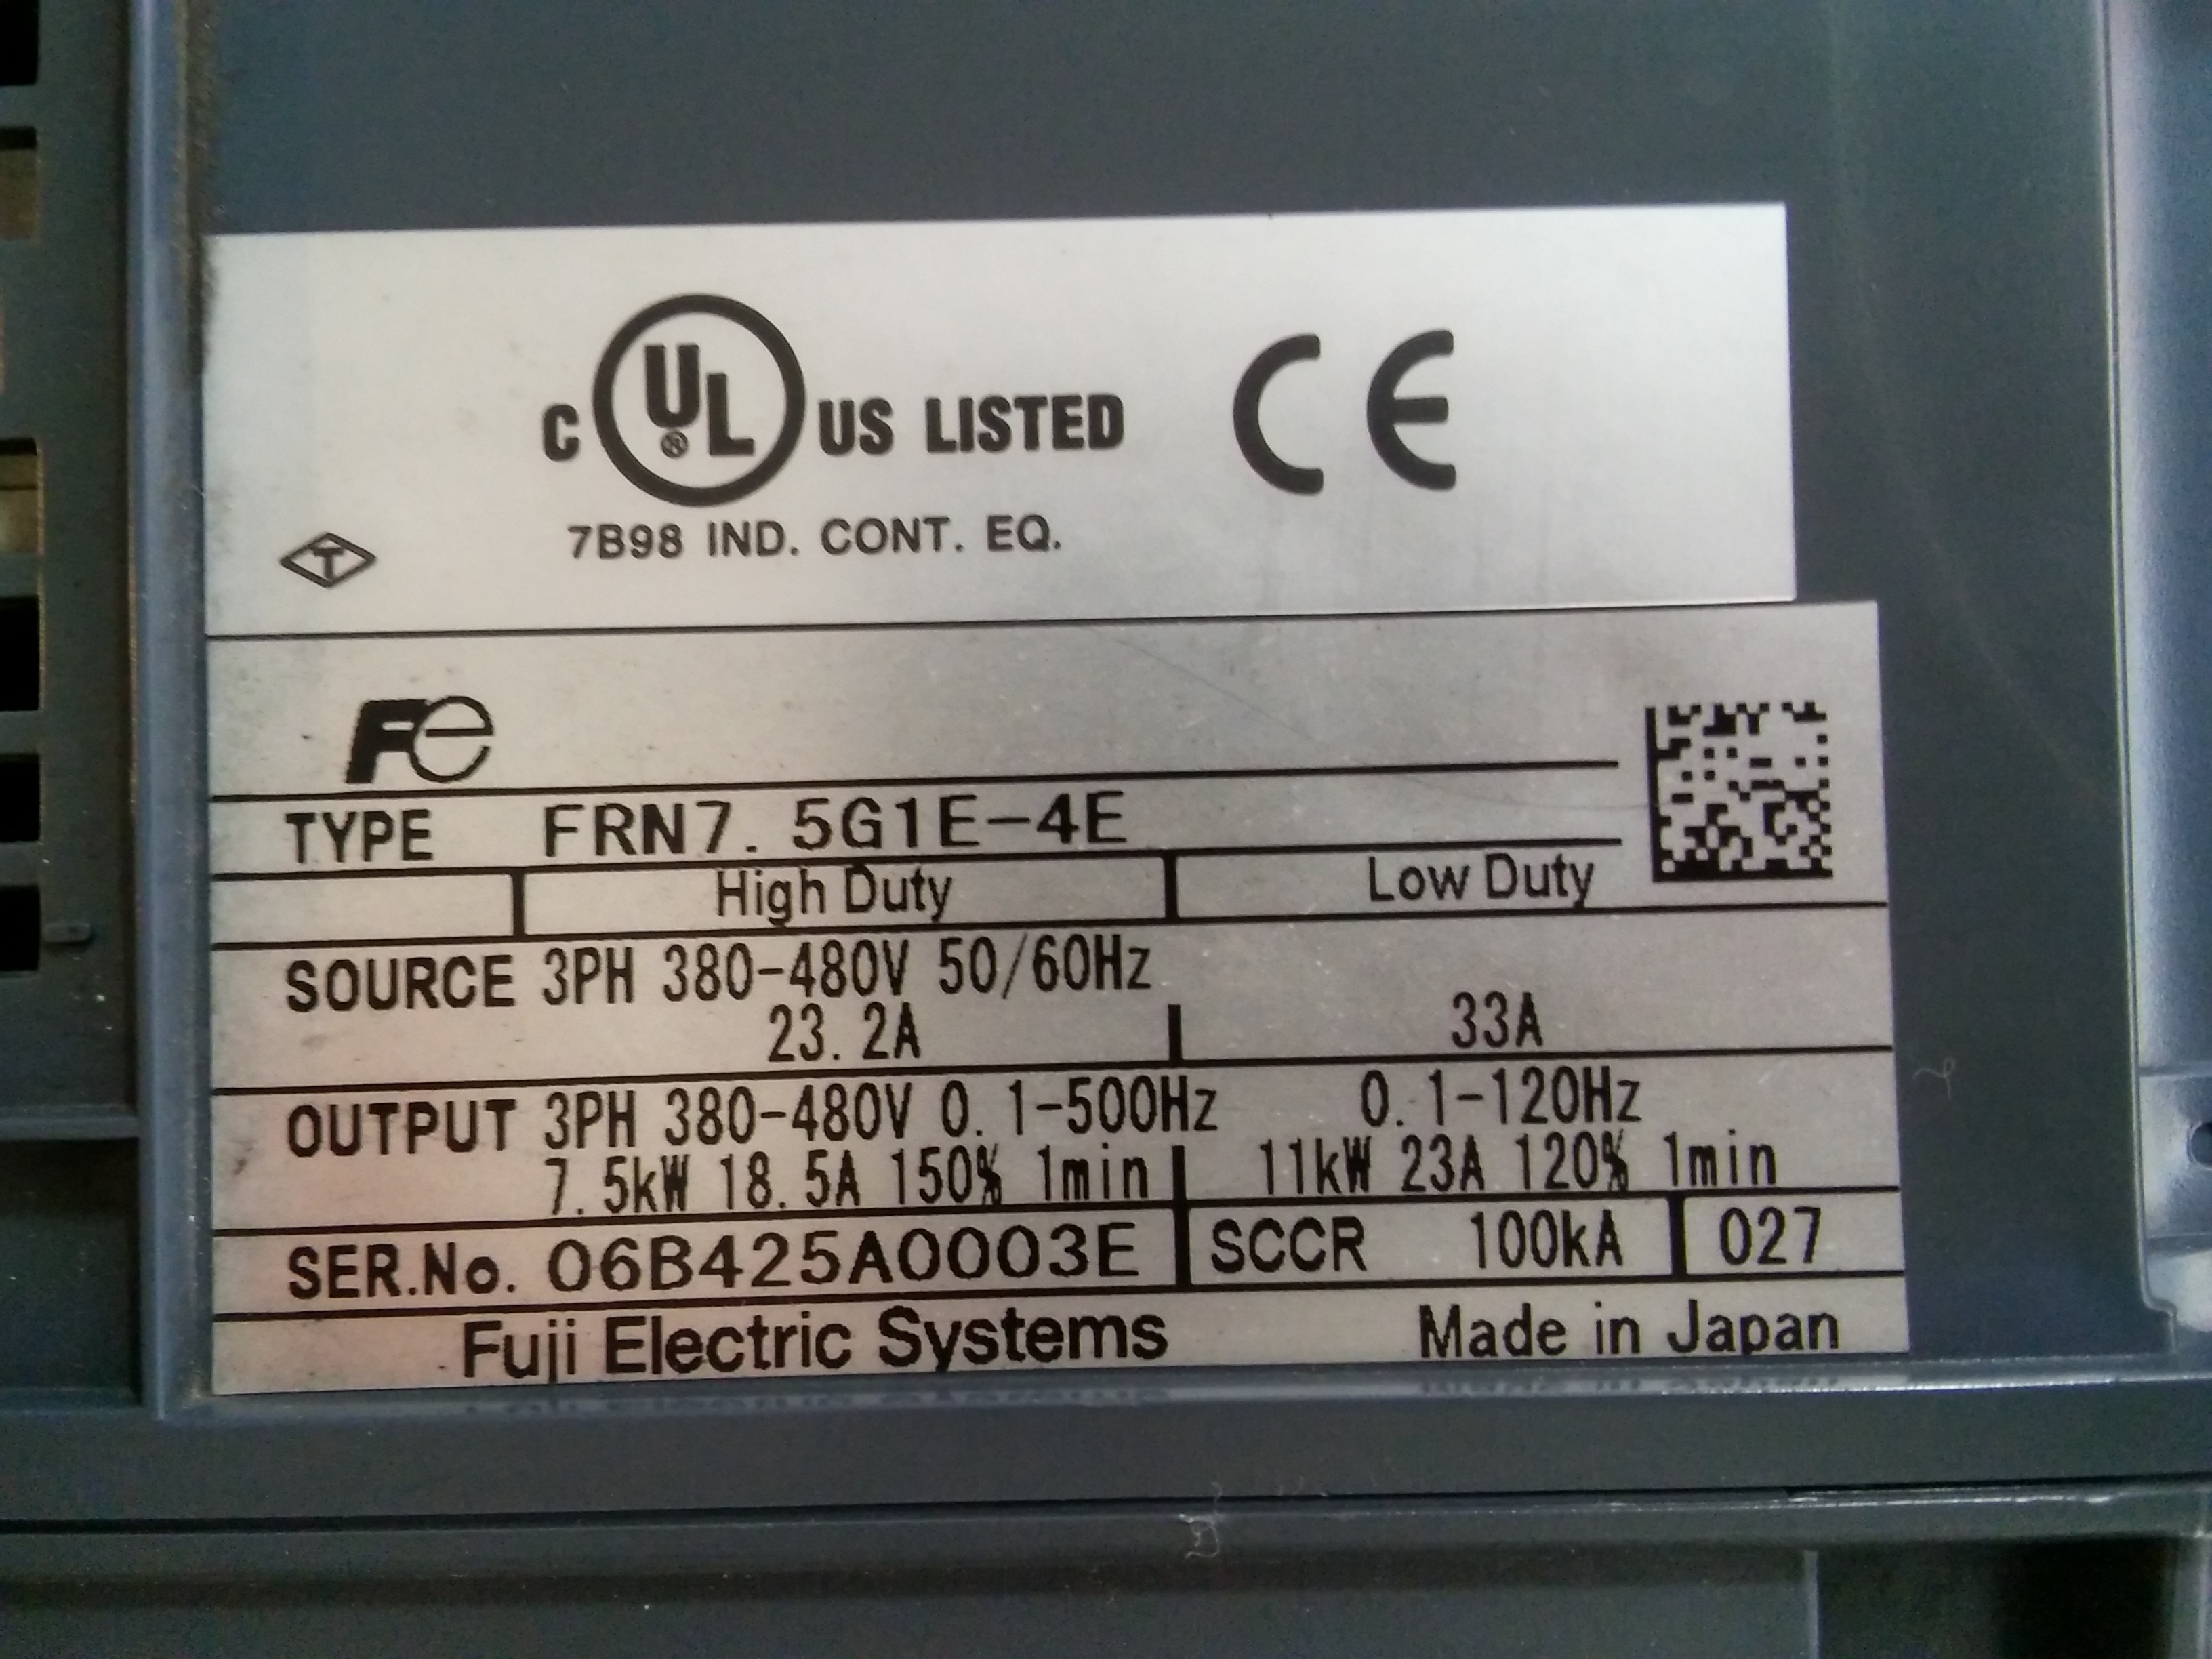 C UL® US LISTED CE
7B98 IND. CONT. EQ.
T
Fe
TYPE FRN7.5G1E-4E
High Duty Low Duty
SOURCE 3PH 380-480V 50/60Hz
23.2A 33A
OUTPUT 3PH 380-480V 0.1-500Hz 0.1-120Hz
7.5kW 18.5A 150% 1min 11kW 23A 120% 1min
SER.No. 06B425A0003E SCCR 100kA 027
Fuji Electric Systems Made in Japan